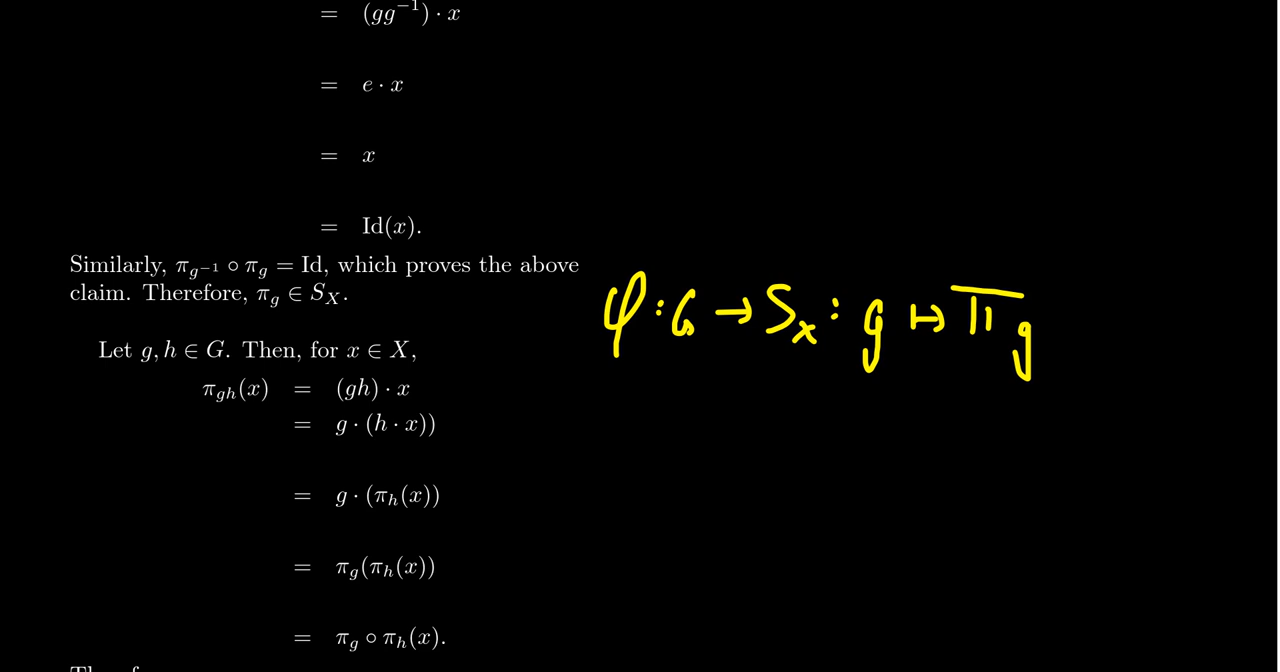 = (gg⁻¹) · x
= e · x
= x
= Id(x).
Similarly, π_{g⁻¹} ∘ π_g = Id, which proves the above
claim. Therefore, π_g ∈ S_X.
φ : G → S_x : g ↦ π_g
Let g, h ∈ G. Then, for x ∈ X,
π_{gh}(x) = (gh) · x
= g · (h · x))
= g · (π_h(x))
= π_g(π_h(x))
= π_g ∘ π_h(x).